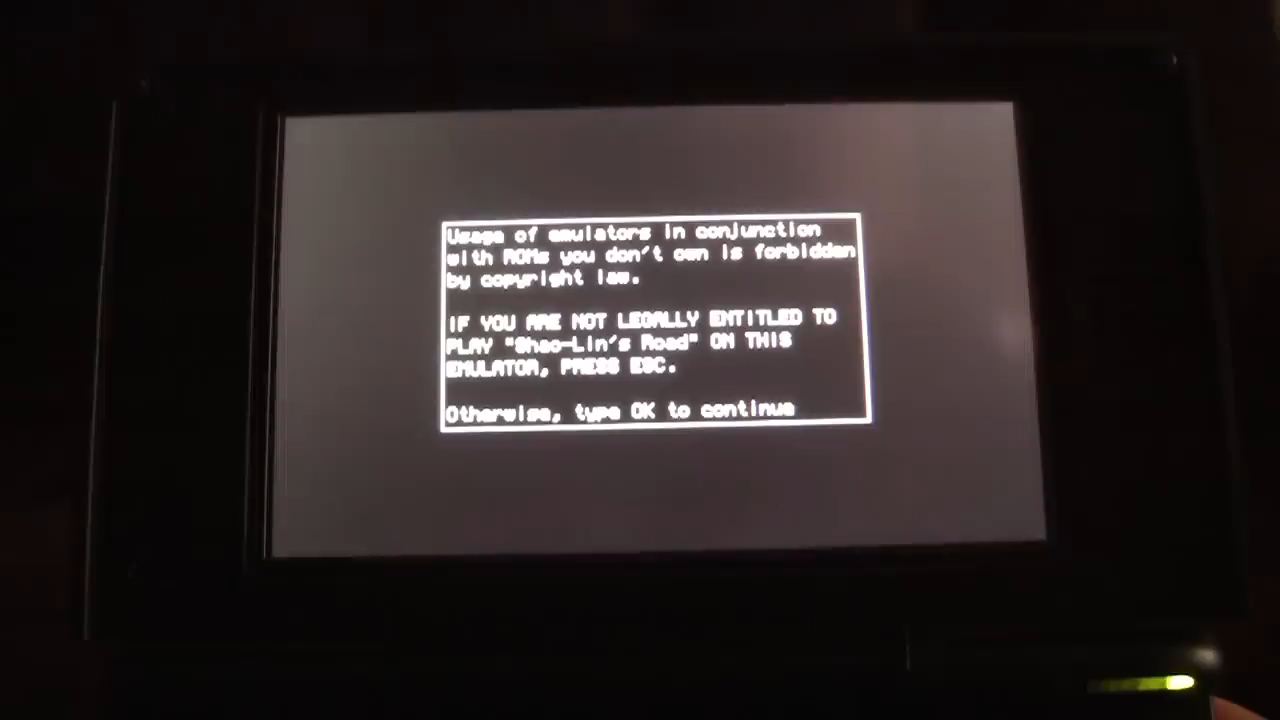 Usage of emulators in conjunction
with ROMs you don't own is forbidden
by copyright law.
IF YOU ARE NOT LEGALLY ENTITLED TO
PLAY "Shao-Lin's Road" ON THIS
EMULATOR, PRESS ESC.
Otherwise, type OK to continue